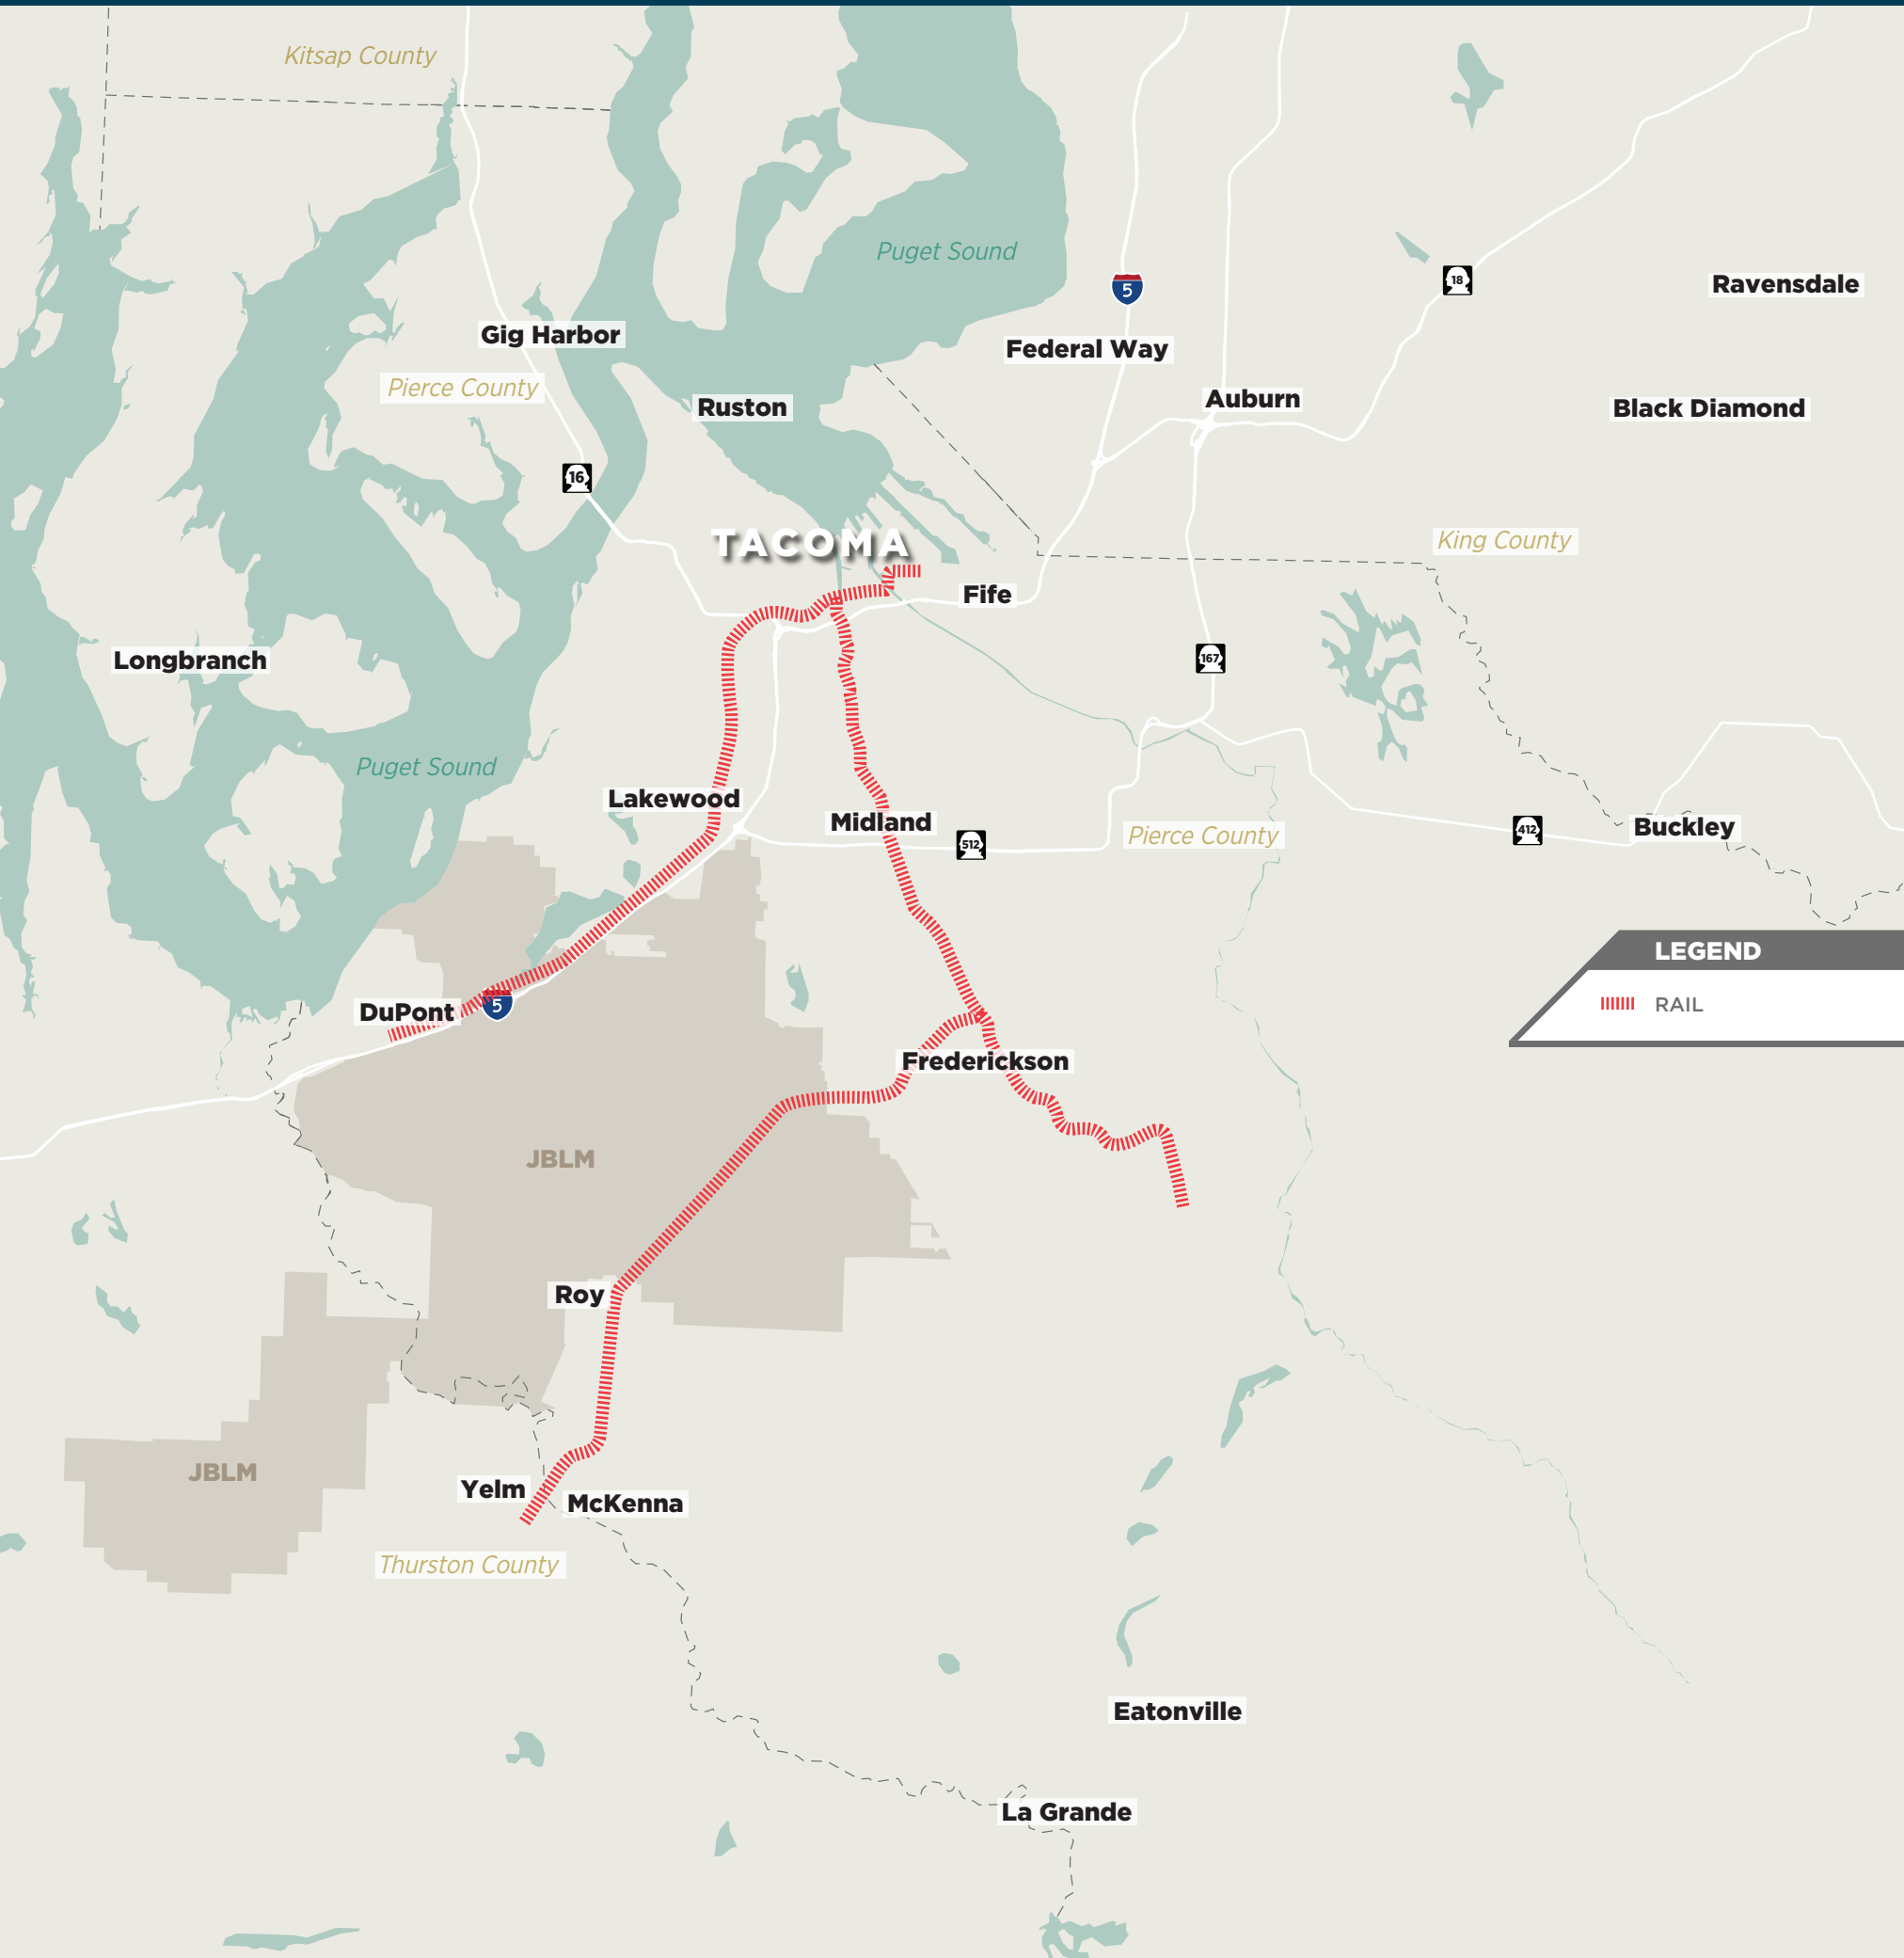 Kitsap County
Puget Sound
5
18
Ravensdale
Gig Harbor
Federal Way
Pierce County
Ruston
Auburn
Black Diamond
16
TACOMA
King County
Fife
Longbranch
167
Puget Sound
Lakewood
Midland
512
Pierce County
412
Buckley
LEGEND
RAIL
DuPont
5
Frederickson
JBLM
Roy
JBLM
Yelm
McKenna
Thurston County
Eatonville
La Grande